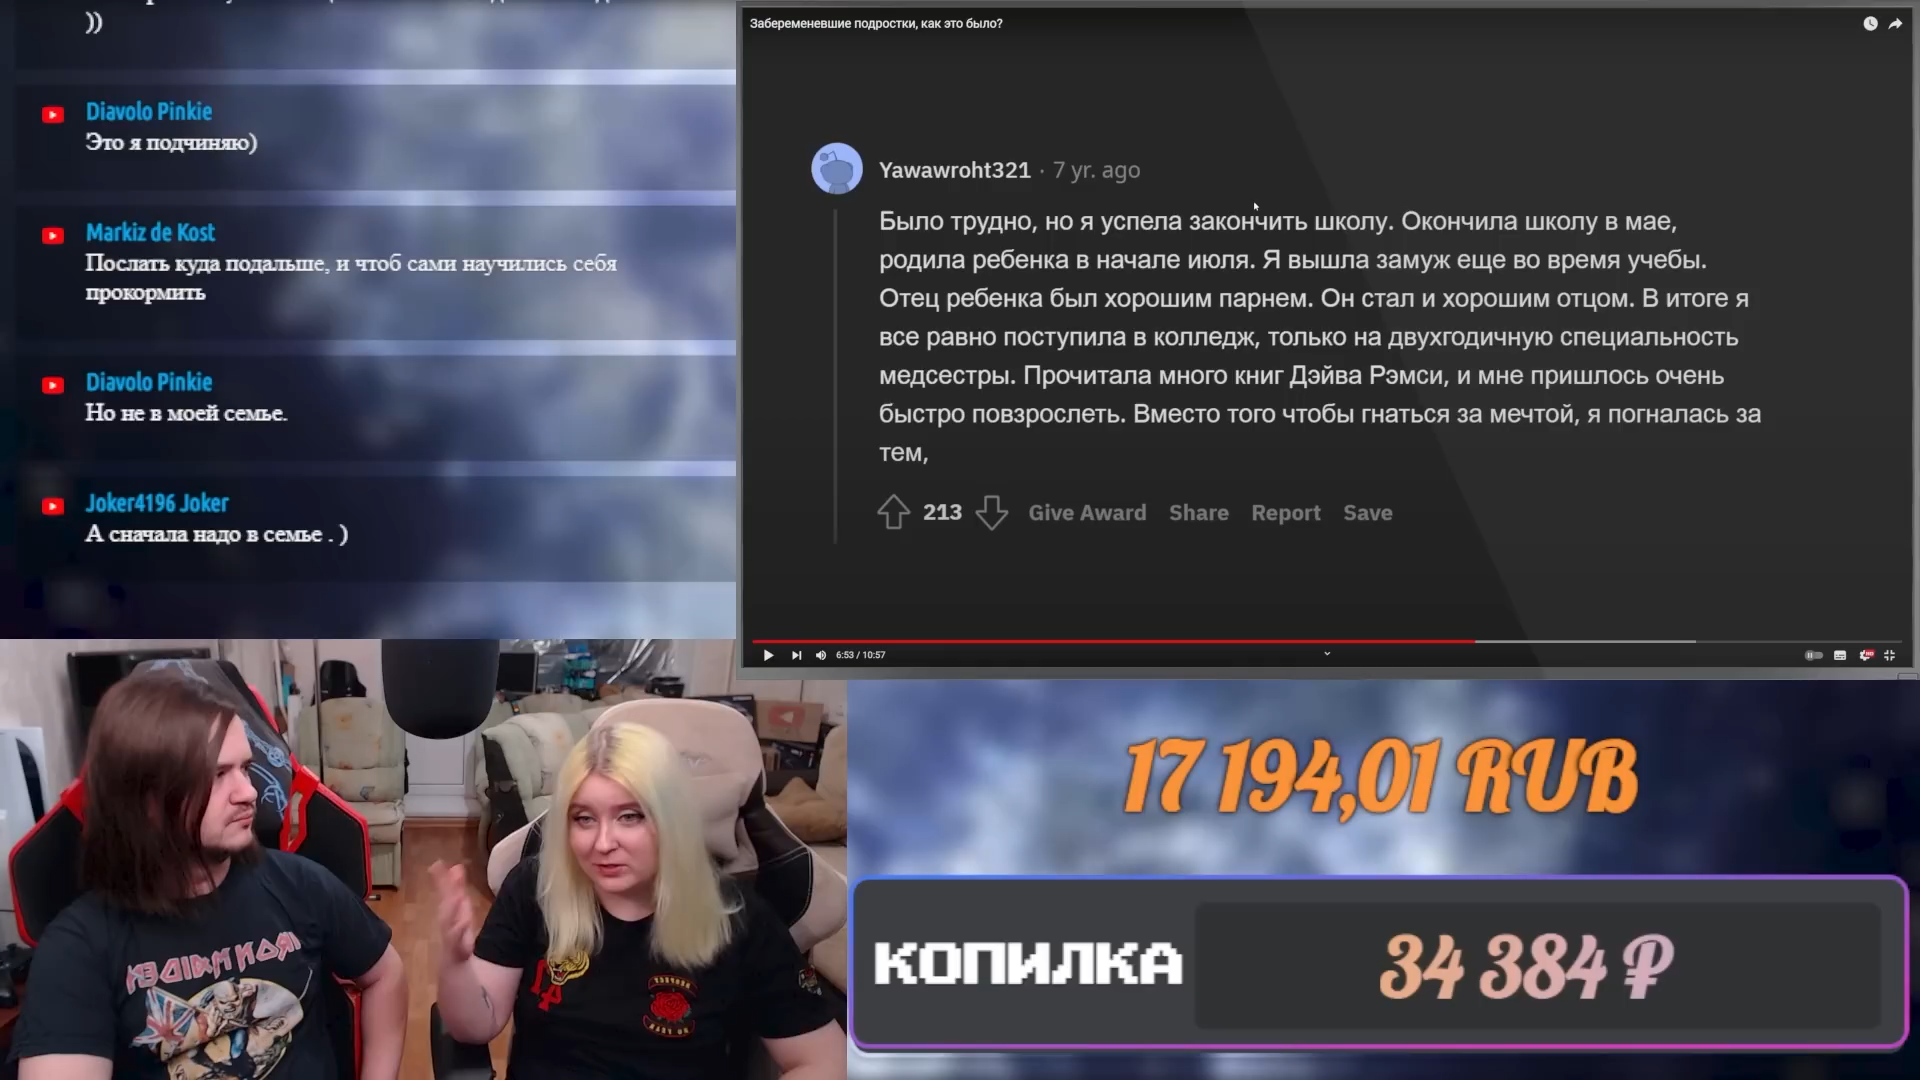 ))
Diavolo Pinkie
Это я подчиняю)
Markiz de Kost
Послать куда подальше, и чтоб сами научились себя
прокормить
Diavolo Pinkie
Но не в моей семье.
Joker4196 Joker
А сначала надо в семье . )
Забеременевшие подростки, как это было?
Yawawroht321 · 7 yr. ago
Было трудно, но я успела закончить школу. Окончила школу в мае,
родила ребенка в начале июля. Я вышла замуж еще во время учебы.
Отец ребенка был хорошим парнем. Он стал и хорошим отцом. В итоге я
все равно поступила в колледж, только на двухгодичную специальность
медсестры. Прочитала много книг Дэйва Рэмси, и мне пришлось очень
быстро повзрослеть. Вместо того чтобы гнаться за мечтой, я погналась за
тем,
213 Give Award Share Report Save
6:53 / 10:57
17 194,01 RUB
КОПИЛКА
34 384 ₽